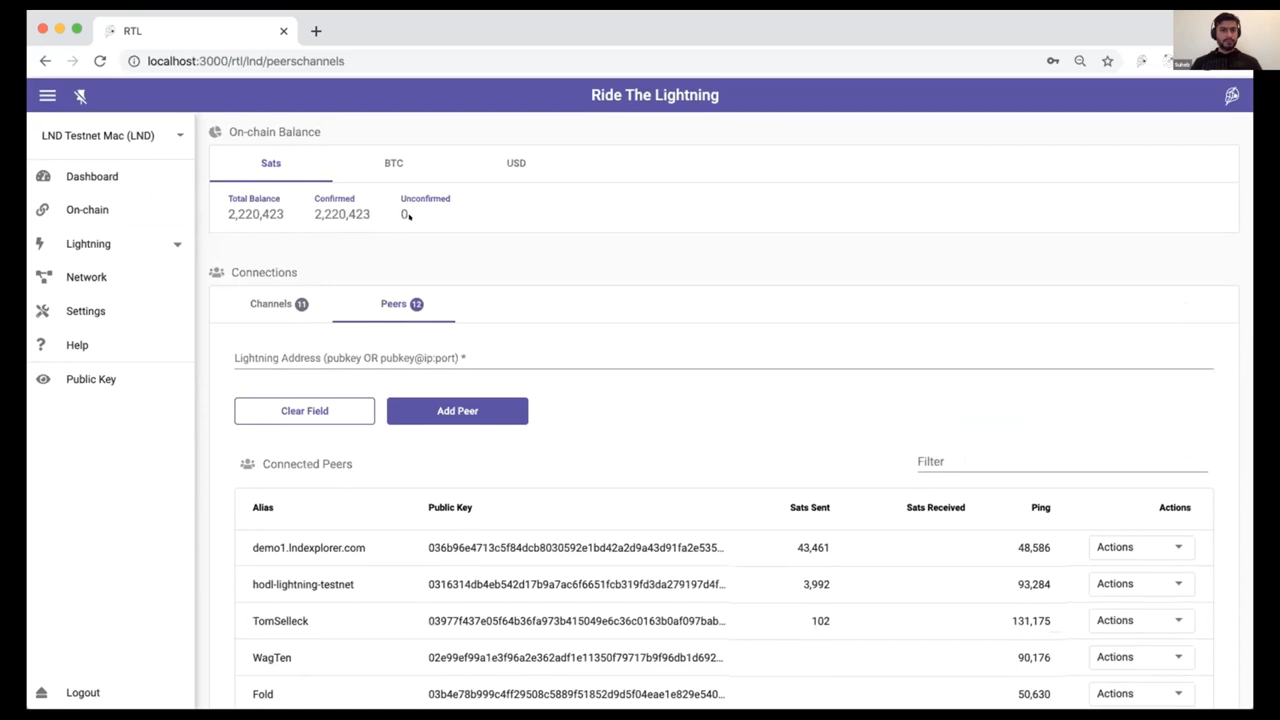 RTL
localhost:3000/rtl/lnd/peerschannels
Suheb
Ride The Lightning
LND Testnet Mac (LND)
Dashboard
On-chain
Lightning
Network
Settings
Help
Public Key
Logout
On-chain Balance
Sats BTC USD
Total Balance Confirmed Unconfirmed
2,220,423 2,220,423 0
Connections
Channels 11 Peers 12
Lightning Address (pubkey OR pubkey@ip:port) *
Clear Field Add Peer
Connected Peers Filter
Alias Public Key Sats Sent Sats Received Ping Actions
demo1.lndexplorer.com 036b96e4713c5f84dcb8030592e1bd42a2d9a43d91fa2e535... 43,461 48,586 Actions
hodl-lightning-testnet 0316314db4eb542d17b9a7ac6f6651fcb319fd3da279197d4f... 3,992 93,284 Actions
TomSelleck 03977f437e05f64b36fa973b415049e6c36c0163b0af097bab... 102 131,175 Actions
WagTen 02e99ef99a1e3f96a2e362adf1e11350f79717b9f96db1d692... 90,176 Actions
Fold 03b4e78b999c4ff29508c5889f51852d9d5f04eae1e829e540... 50,630 Actions